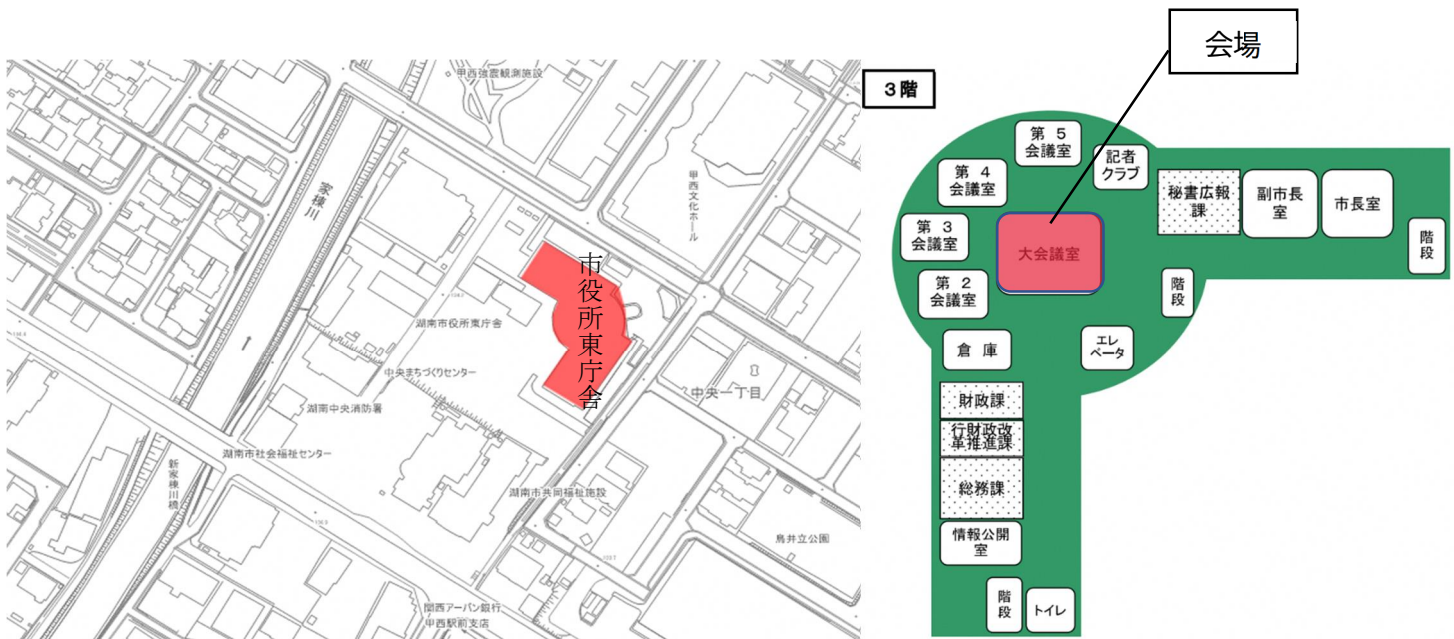 会場
3階
甲西強震観測施設
家棟川
甲西文化ホール
市役所東庁舎
湖南市役所東庁舎
中央まちづくりセンター
湖南中央消防署
湖南市社会福祉センター
新家棟川橋
中央一丁目
湖南市共同福祉施設
鳥井立公園
関西アーバン銀行
甲西駅前支店
第 5
会議室
記者
クラブ
第 4
会議室
第 3
会議室
第 2
会議室
大会議室
秘書広報
課
副市長
室
市長室
階
段
階
段
倉 庫
エレ
ベータ
財政課
行財政改
革推進課
総務課
情報公開
室
階
段
トイレ